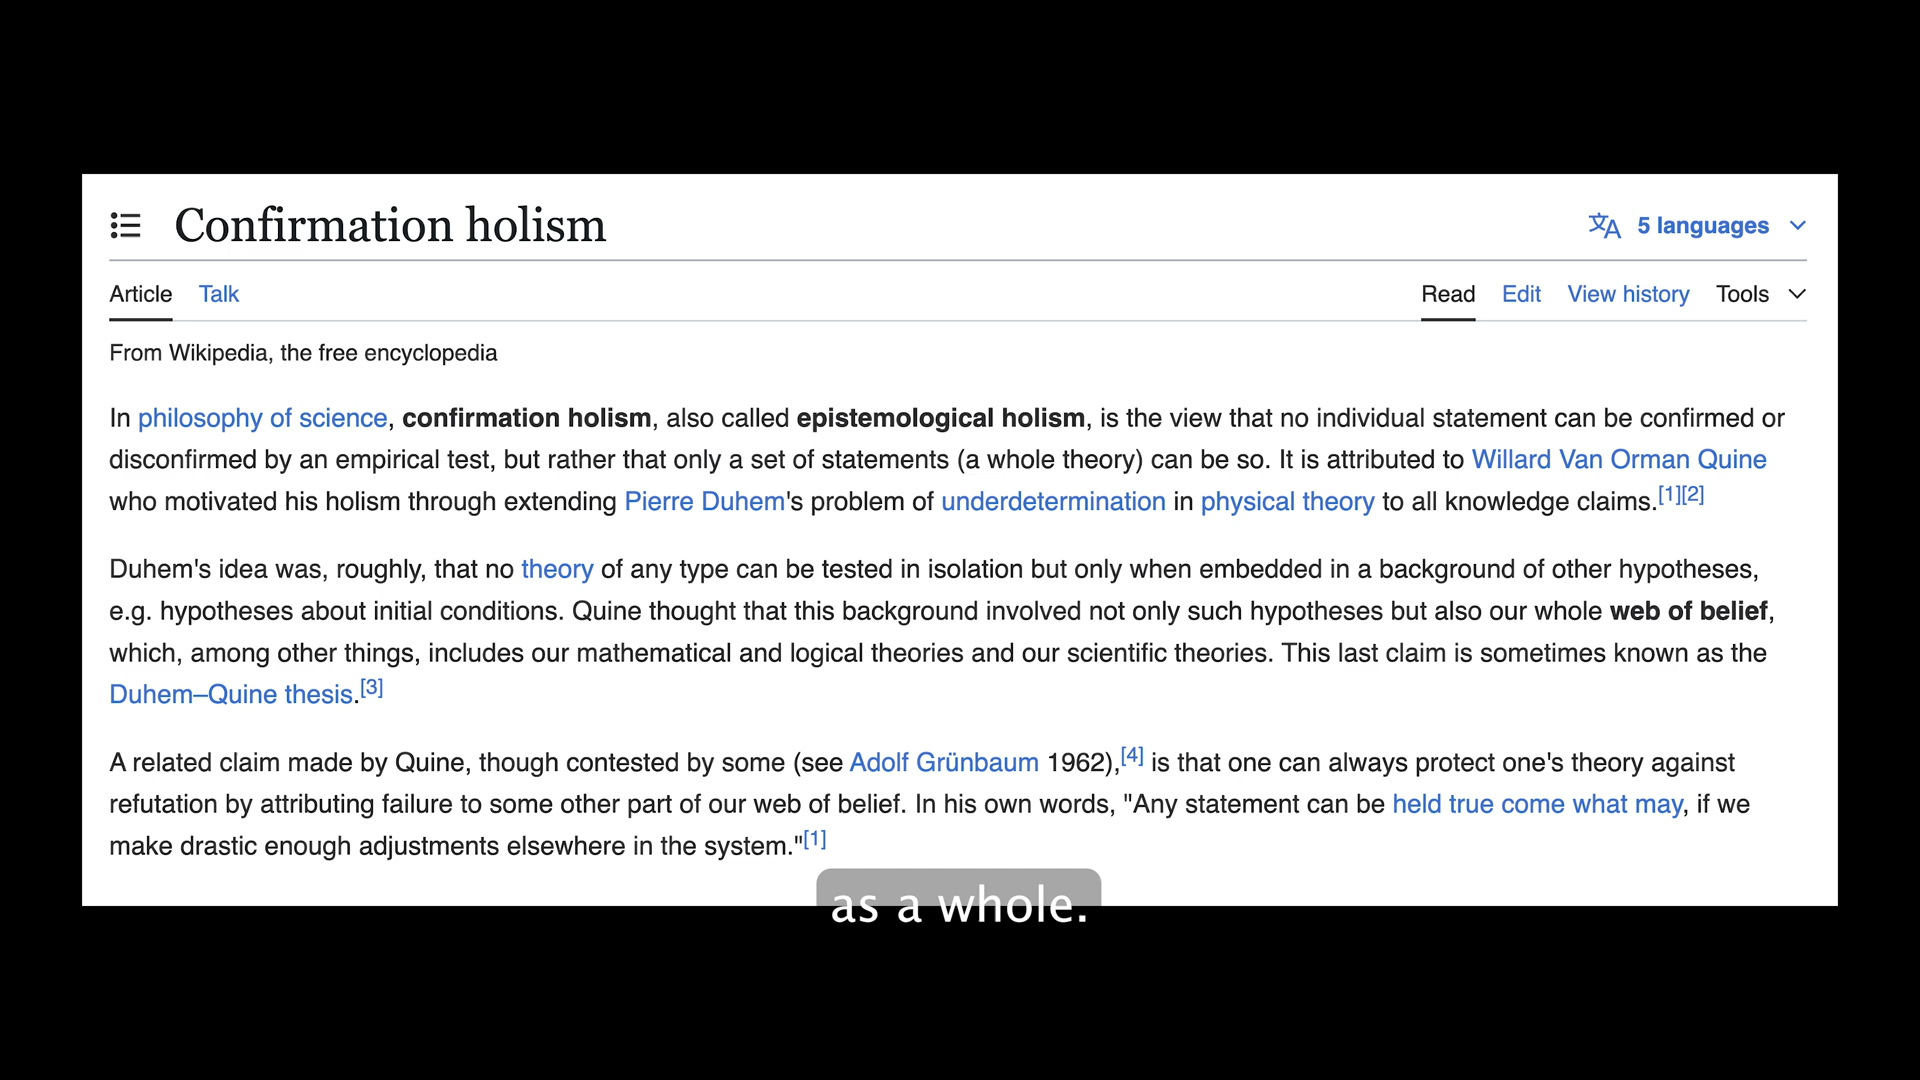 Confirmation holism
5 languages
Article Talk
Read Edit View history Tools
From Wikipedia, the free encyclopedia
In philosophy of science, confirmation holism, also called epistemological holism, is the view that no individual statement can be confirmed or
disconfirmed by an empirical test, but rather that only a set of statements (a whole theory) can be so. It is attributed to Willard Van Orman Quine
who motivated his holism through extending Pierre Duhem's problem of underdetermination in physical theory to all knowledge claims.[1][2]
Duhem's idea was, roughly, that no theory of any type can be tested in isolation but only when embedded in a background of other hypotheses,
e.g. hypotheses about initial conditions. Quine thought that this background involved not only such hypotheses but also our whole web of belief,
which, among other things, includes our mathematical and logical theories and our scientific theories. This last claim is sometimes known as the
Duhem–Quine thesis.[3]
A related claim made by Quine, though contested by some (see Adolf Grünbaum 1962),[4] is that one can always protect one's theory against
refutation by attributing failure to some other part of our web of belief. In his own words, "Any statement can be held true come what may, if we
make drastic enough adjustments elsewhere in the system."[1]
as a whole.